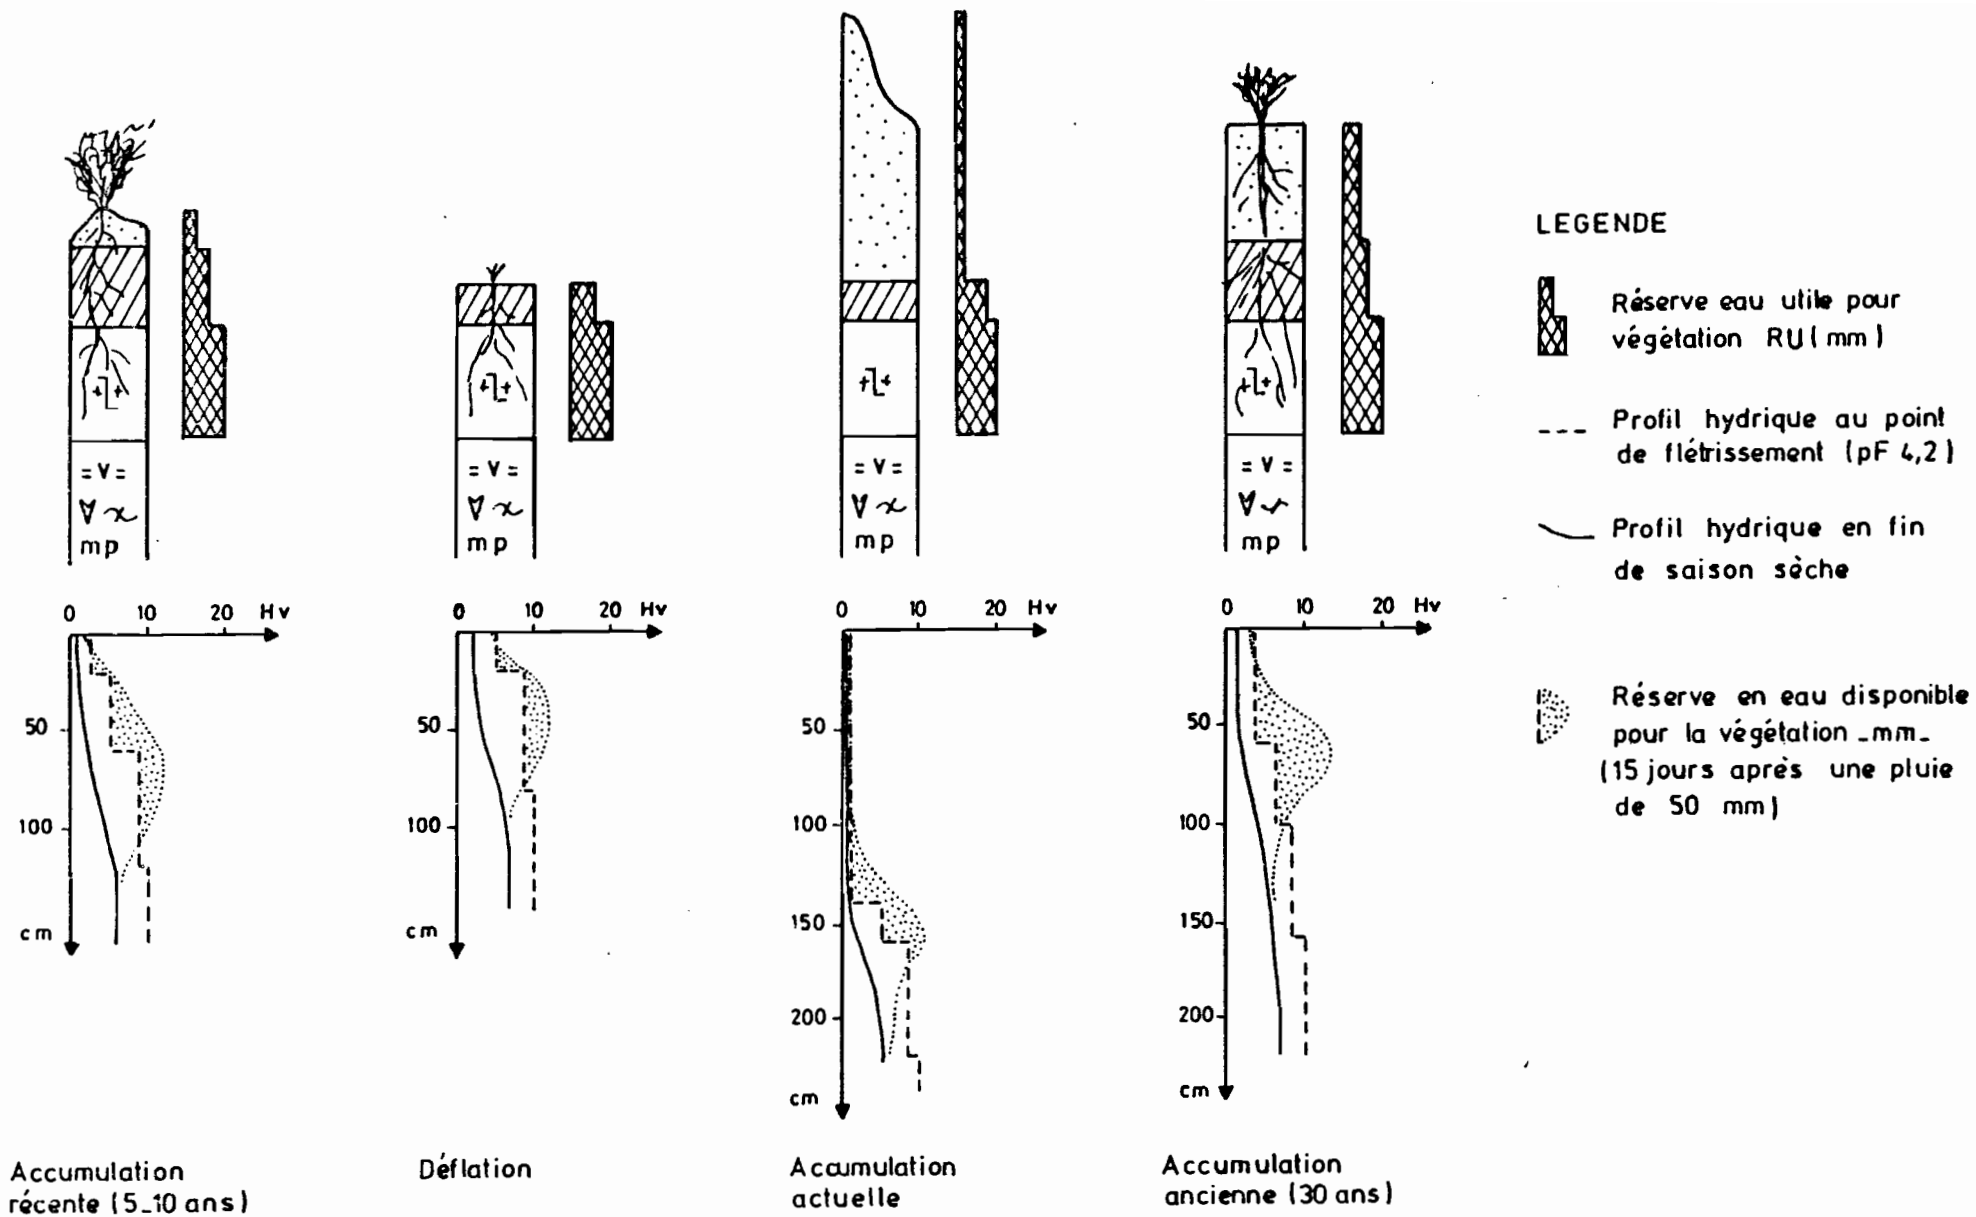 LEGENDE
Réserve eau utile pour
végétation RU (mm)
Profil hydrique au point
de flétrissement (pF 4,2)
Profil hydrique en fin
de saison sèche
Réserve en eau disponible
pour la végétation _mm_
(15 jours après une pluie
de 50 mm)
= V =
mp
0 10 20 Hv
50
100
cm
Accumulation
récente (5_10 ans)
= V =
mp
0 10 20 Hv
50
100
cm
Déflation
= V =
mp
0 10 20 Hv
50
100
150
200
cm
Accumulation
actuelle
= V =
mp
0 10 20 Hv
50
100
150
200
cm
Accumulation
ancienne (30 ans)